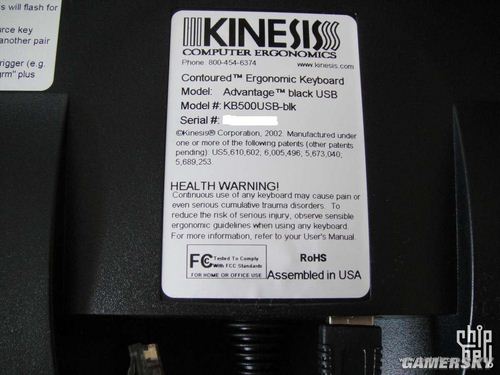 s will flash for
urce key
another pair
rigger (e.g.
grm" plus
KINESIS
COMPUTER ERGONOMICS
Phone 800-454-6374 www.kinesis.com
Contoured™ Ergonomic Keyboard
Model: Advantage™ black USB
Model #: KB500USB-blk
Serial #:
©Kinesis® Corporation, 2002. Manufactured under
one or more of the following patents (other patents
pending): US5,610,602; 6,005,496; 5,673,040;
5,689,253.
HEALTH WARNING!
Continuous use of any keyboard may cause pain or
even serious cumulative trauma disorders. To
reduce the risk of serious injury, observe sensible
ergonomic guidelines when using any keyboard.
For more information, refer to your User's Manual.
FC Tested To Comply
With FCC Standards
FOR HOME OR OFFICE USE
RoHS
Assembled in USA
chip
hell
GAMERSKY